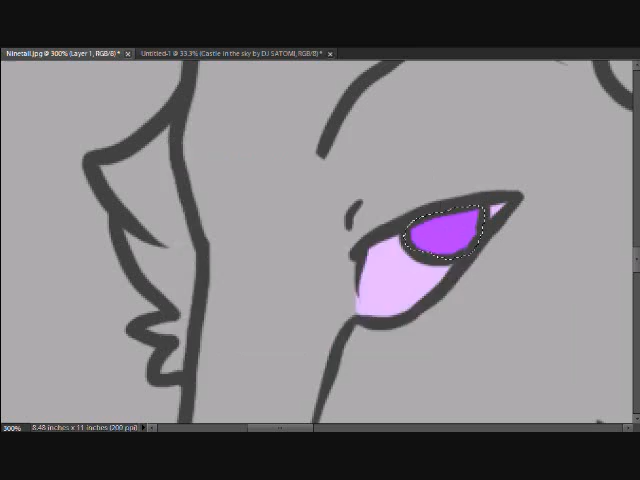 Ninetail.jpg @ 300% (Layer 1, RGB/8) * ×
Untitled-1 @ 33.3% (Castle in the sky by DJ SATOMI, RGB/8) * ×
300% 8.48 inches x 11 inches (200 ppi)